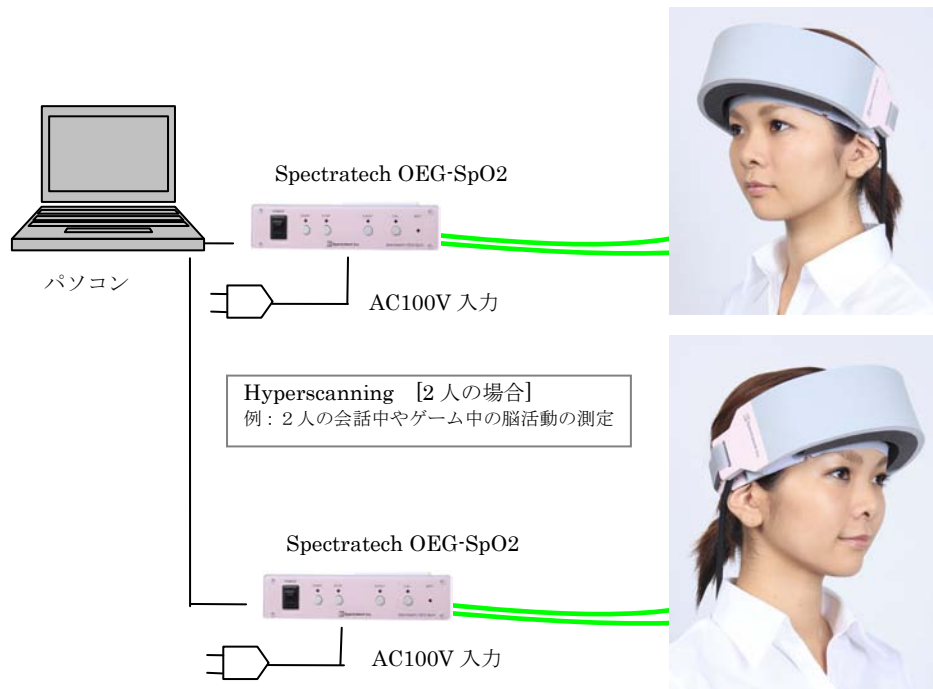 Spectratech OEG-SpO2
パソコン
AC100V 入力
Hyperscanning　[2 人の場合]
例：２人の会話中やゲーム中の脳活動の測定
Spectratech OEG-SpO2
AC100V 入力